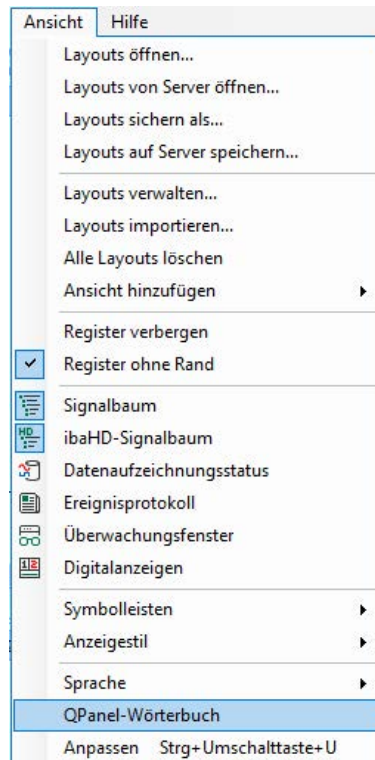 Ansicht Hilfe
Layouts öffnen...
Layouts von Server öffnen...
Layouts sichern als...
Layouts auf Server speichern...
Layouts verwalten...
Layouts importieren...
Alle Layouts löschen
Ansicht hinzufügen
Register verbergen
Register ohne Rand
Signalbaum
HD ibaHD-Signalbaum
Datenaufzeichnungsstatus
Ereignisprotokoll
Überwachungsfenster
12 Digitalanzeigen
Symbolleisten
Anzeigestil
Sprache
QPanel-Wörterbuch
Anpassen Strg+Umschalttaste+U